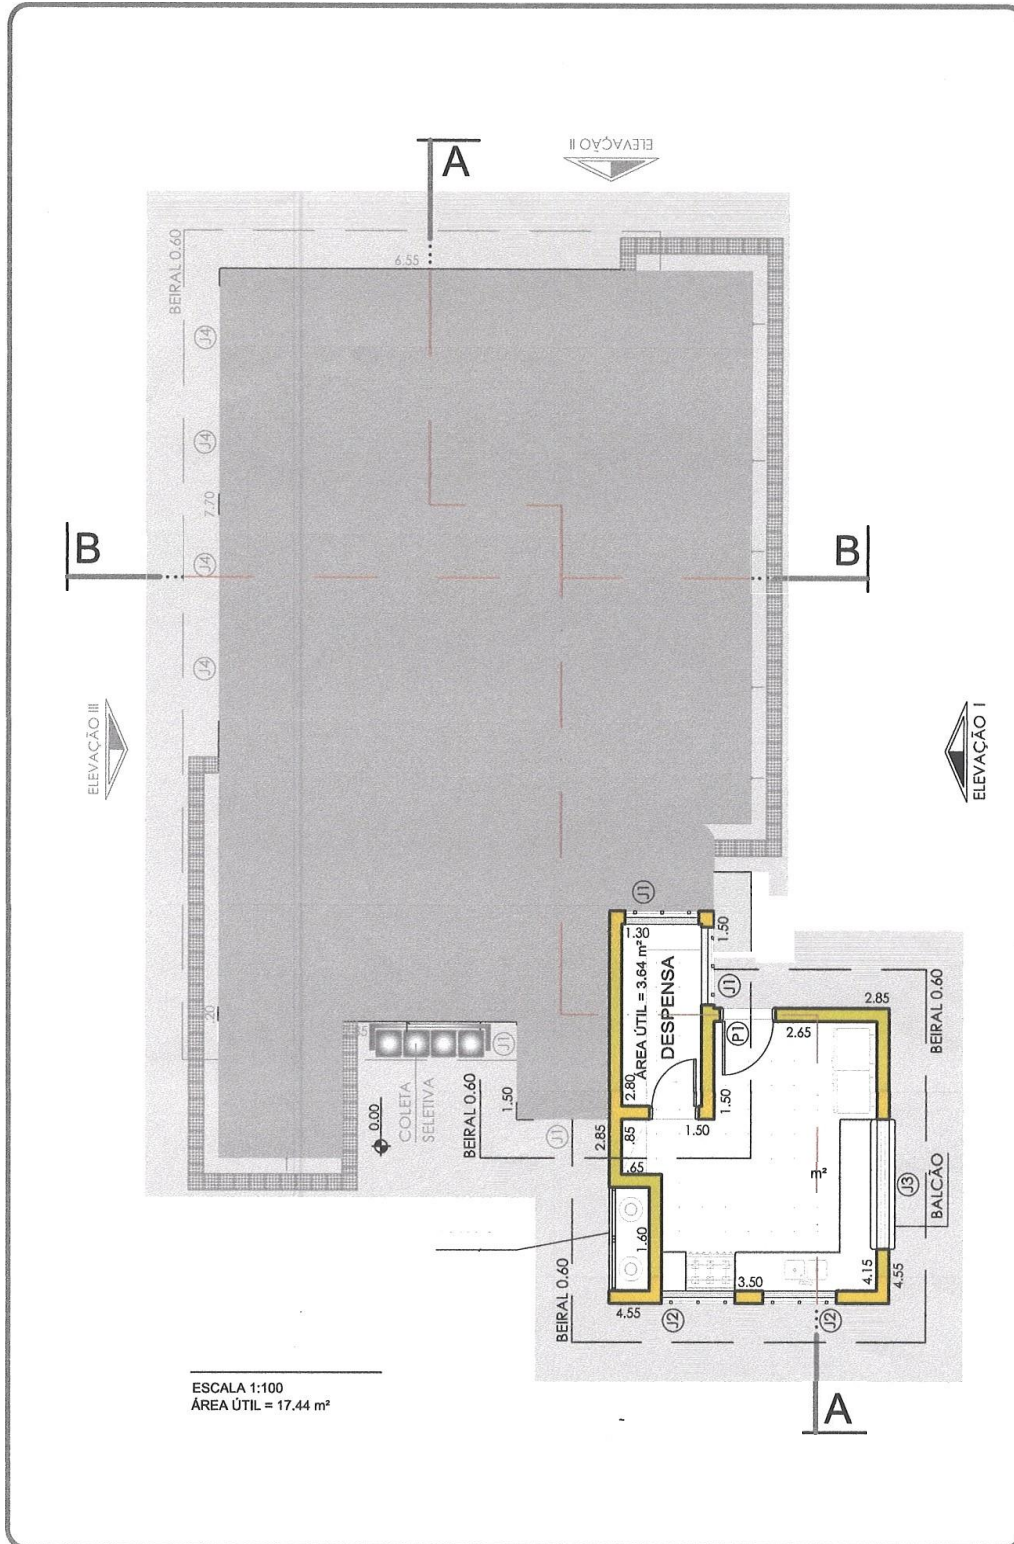 A
ELEVAÇÃO II
BEIRAL 0.60
6.55
J4
J4
7.70
J4
J4
B
B
ELEVAÇÃO III
ELEVAÇÃO I
J1
1.30
1.50
ÁREA ÚTIL = 3.64 m²
DESPENSA
J1
2.85
BEIRAL 0.60
P1
2.65
J1
COLETA
SELETIVA
0.00
BEIRAL 0.60
1.50
2.80
1.50
1.50
J1
2.85
.85
.65
m²
J3
BALCÃO
1.60
3.50
4.15
4.55
BEIRAL 0.60
4.55
J2
J2
A
ESCALA 1:100
ÁREA ÚTIL = 17.44 m²